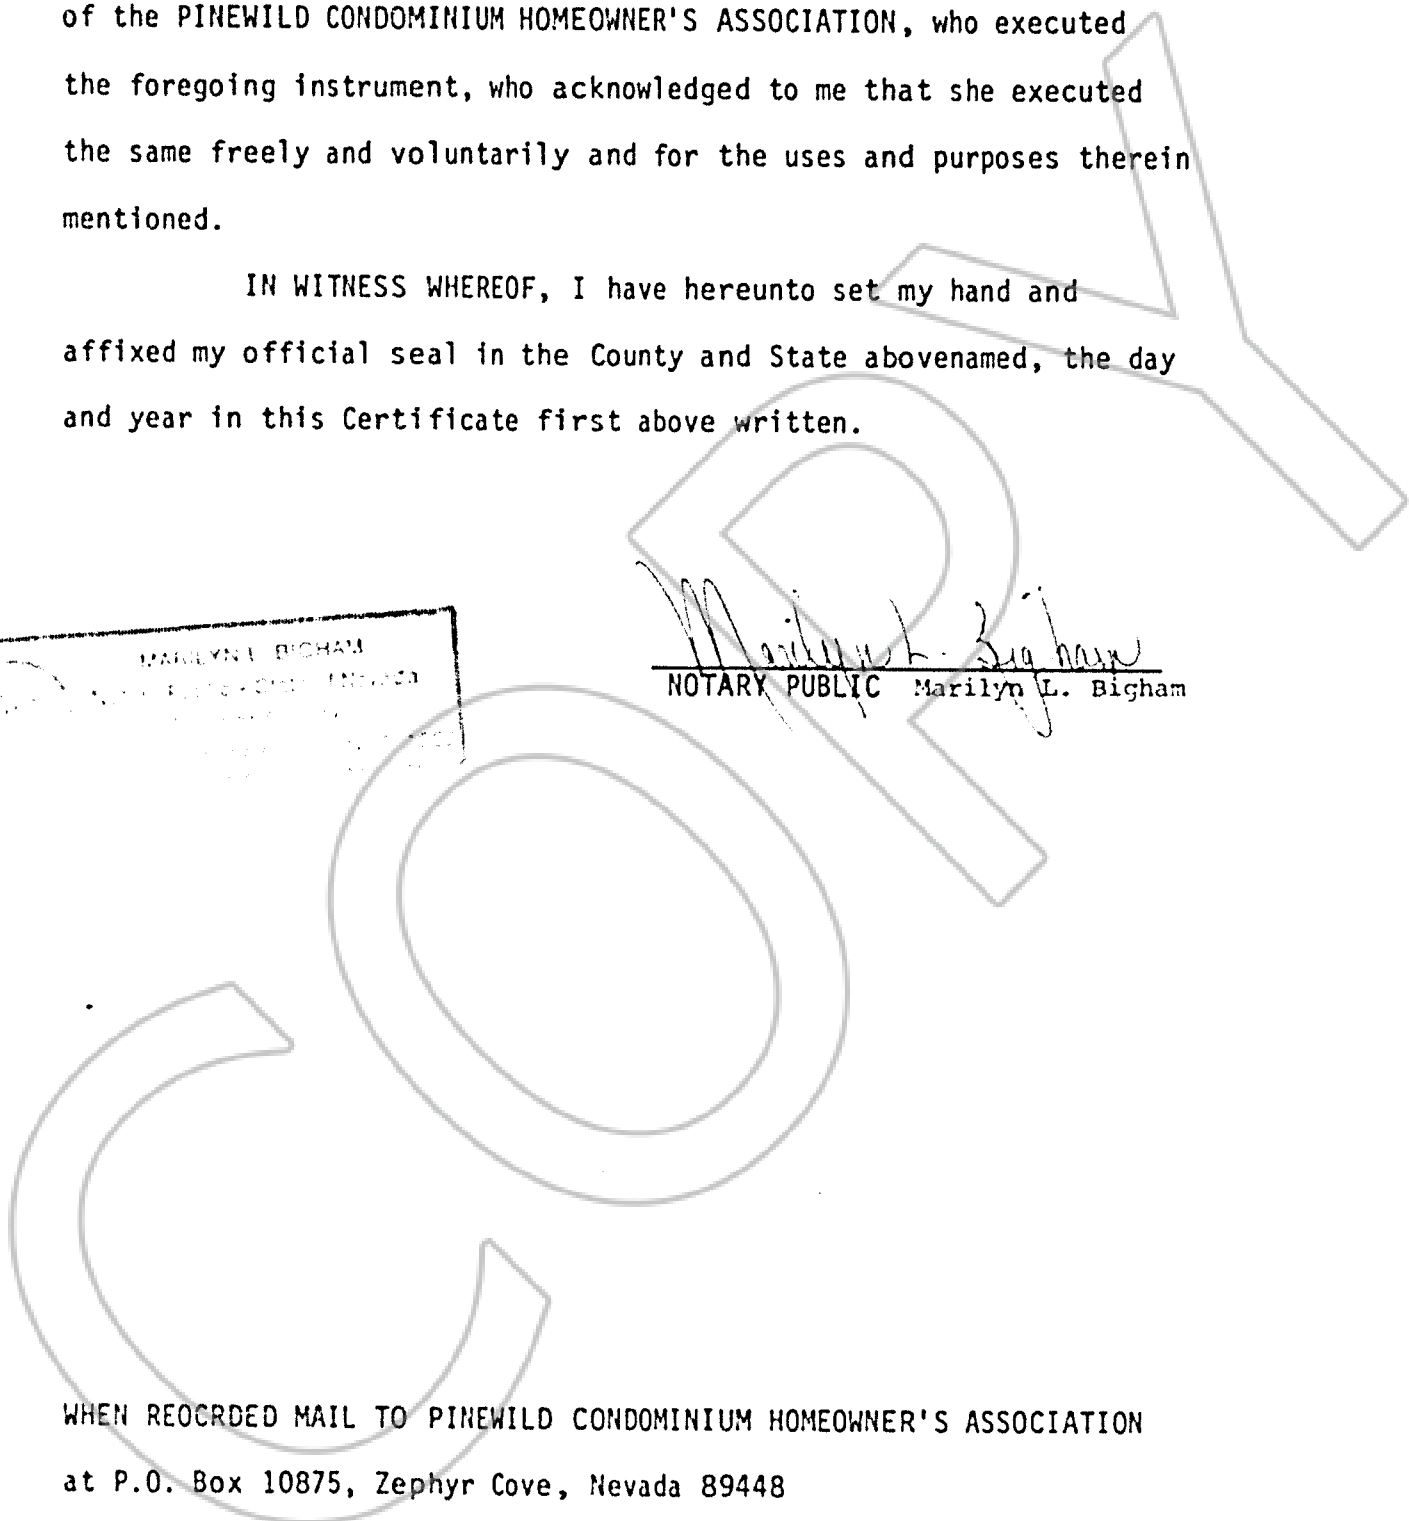 of the PINEWILD CONDOMINIUM HOMEOWNER'S ASSOCIATION, who executed
the foregoing instrument, who acknowledged to me that she executed
the same freely and voluntarily and for the uses and purposes therein
mentioned.
IN WITNESS WHEREOF, I have hereunto set my hand and
affixed my official seal in the County and State abovenamed, the day
and year in this Certificate first above written.
MARILYN L. BIGHAM
Nevada
Marilyn L. Bigham
NOTARY PUBLIC Marilyn L. Bigham
COPY
WHEN REOCRDED MAIL TO PINEWILD CONDOMINIUM HOMEOWNER'S ASSOCIATION
at P.O. Box 10875, Zephyr Cove, Nevada 89448